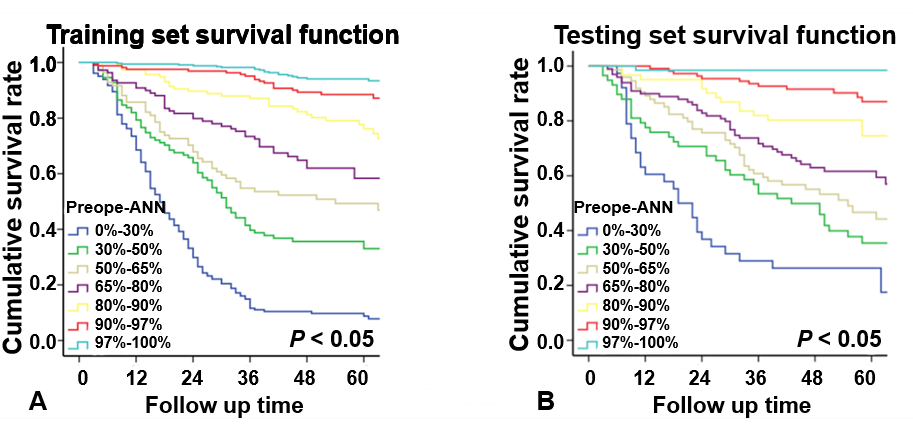 Training set survival function
Cumulative survival rate
1.0
0.8
0.6
0.4
0.2
0.0
Preope-ANN
0%-30%
30%-50%
50%-65%
65%-80%
80%-90%
90%-97%
97%-100%
P < 0.05
0 12 24 36 48 60
Follow up time
A
Testing set survival function
Cumulative survival rate
1.0
0.8
0.6
0.4
0.2
0.0
Preope-ANN
0%-30%
30%-50%
50%-65%
65%-80%
80%-90%
90%-97%
97%-100%
P < 0.05
0 12 24 36 48 60
Follow up time
B